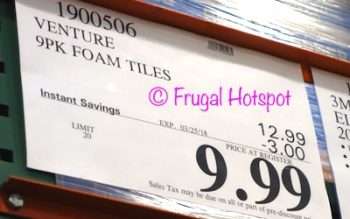 1900506
VENTURE
9PK FOAM TILES
© Frugal Hotspot
Instant Savings EXP. 03/25/18 12.99
-3.00
LIMIT
20
PRICE AT REGISTER
9.99
Sales Tax may be due on all or part of pre-discount
3M